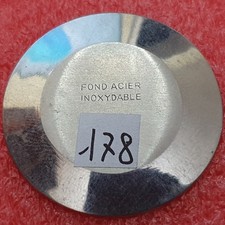 FOND ACIER
INOXYDABLE
178